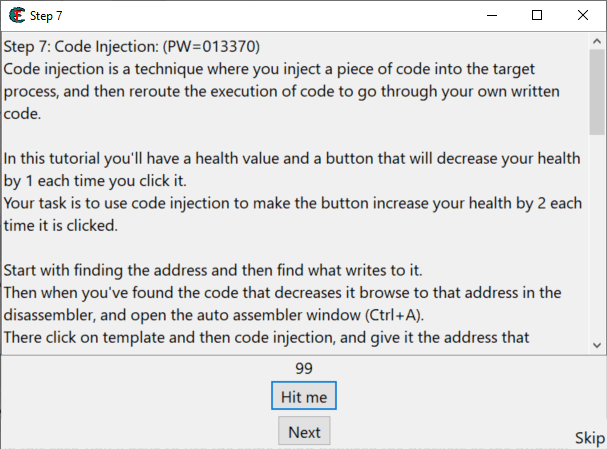 Step 7
Step 7: Code Injection: (PW=013370)
Code injection is a technique where you inject a piece of code into the target
process, and then reroute the execution of code to go through your own written
code.
In this tutorial you'll have a health value and a button that will decrease your health
by 1 each time you click it.
Your task is to use code injection to make the button increase your health by 2 each
time it is clicked.
Start with finding the address and then find what writes to it.
Then when you've found the code that decreases it browse to that address in the
disassembler, and open the auto assembler window (Ctrl+A).
There click on template and then code injection, and give it the address that
99
Hit me
Next
Skip